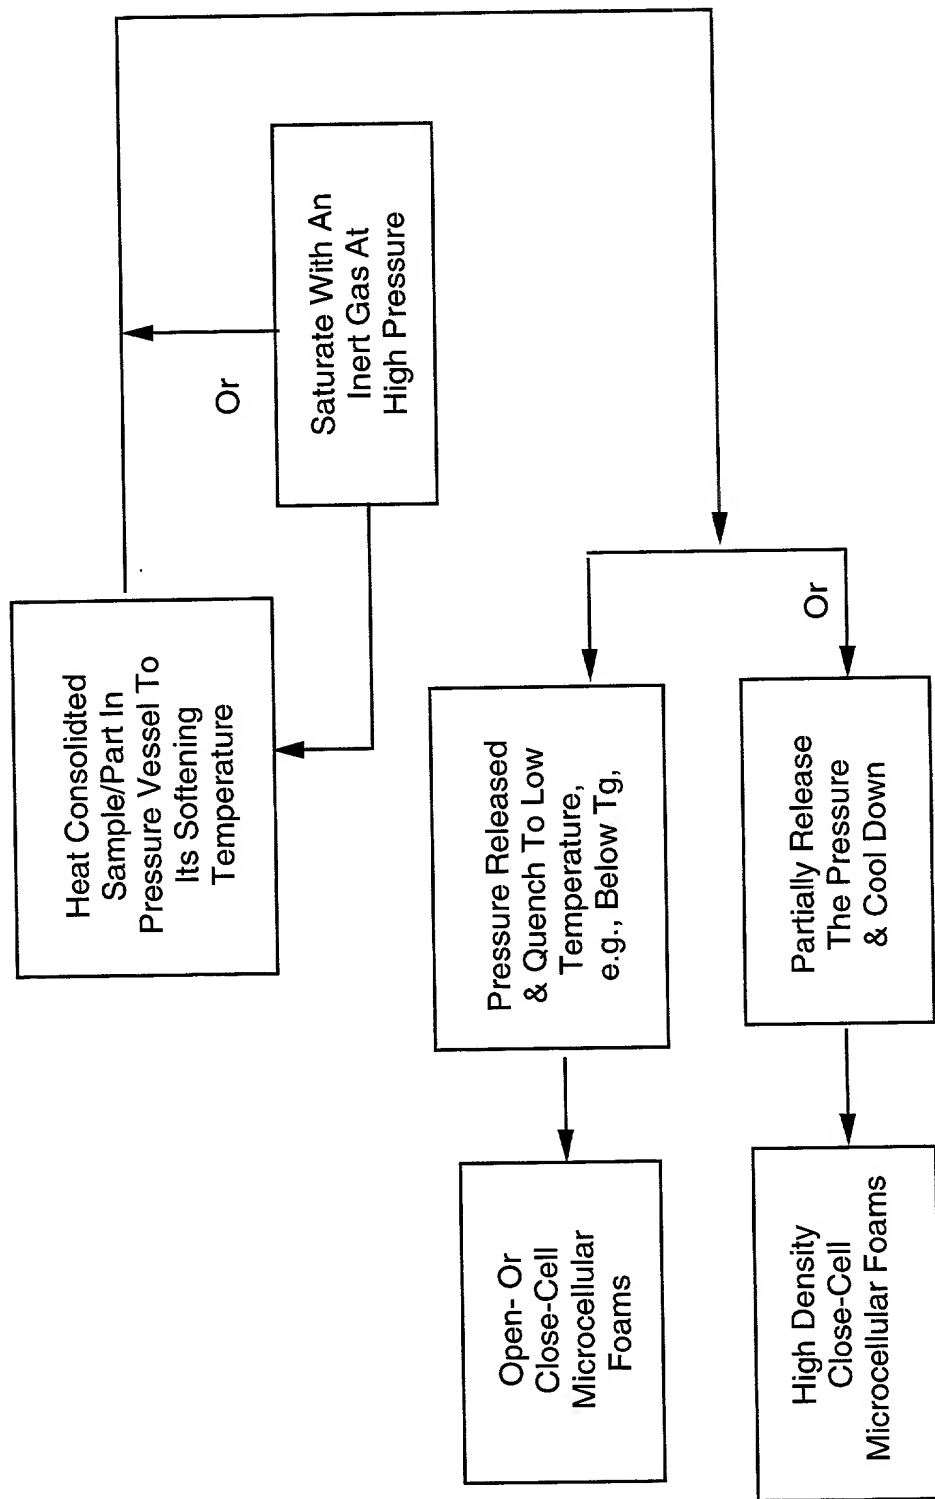 Heat Consolidted
Sample/Part In
Pressure Vessel To
Its Softening
Temperature
Or
Saturate With An
Inert Gas At
High Pressure
Pressure Released
& Quench To Low
Temperature,
e.g., Below Tg,
Or
Partially Release
The Pressure
& Cool Down
Open- Or
Close-Cell
Microcellular
Foams
High Density
Close-Cell
Microcellular Foams